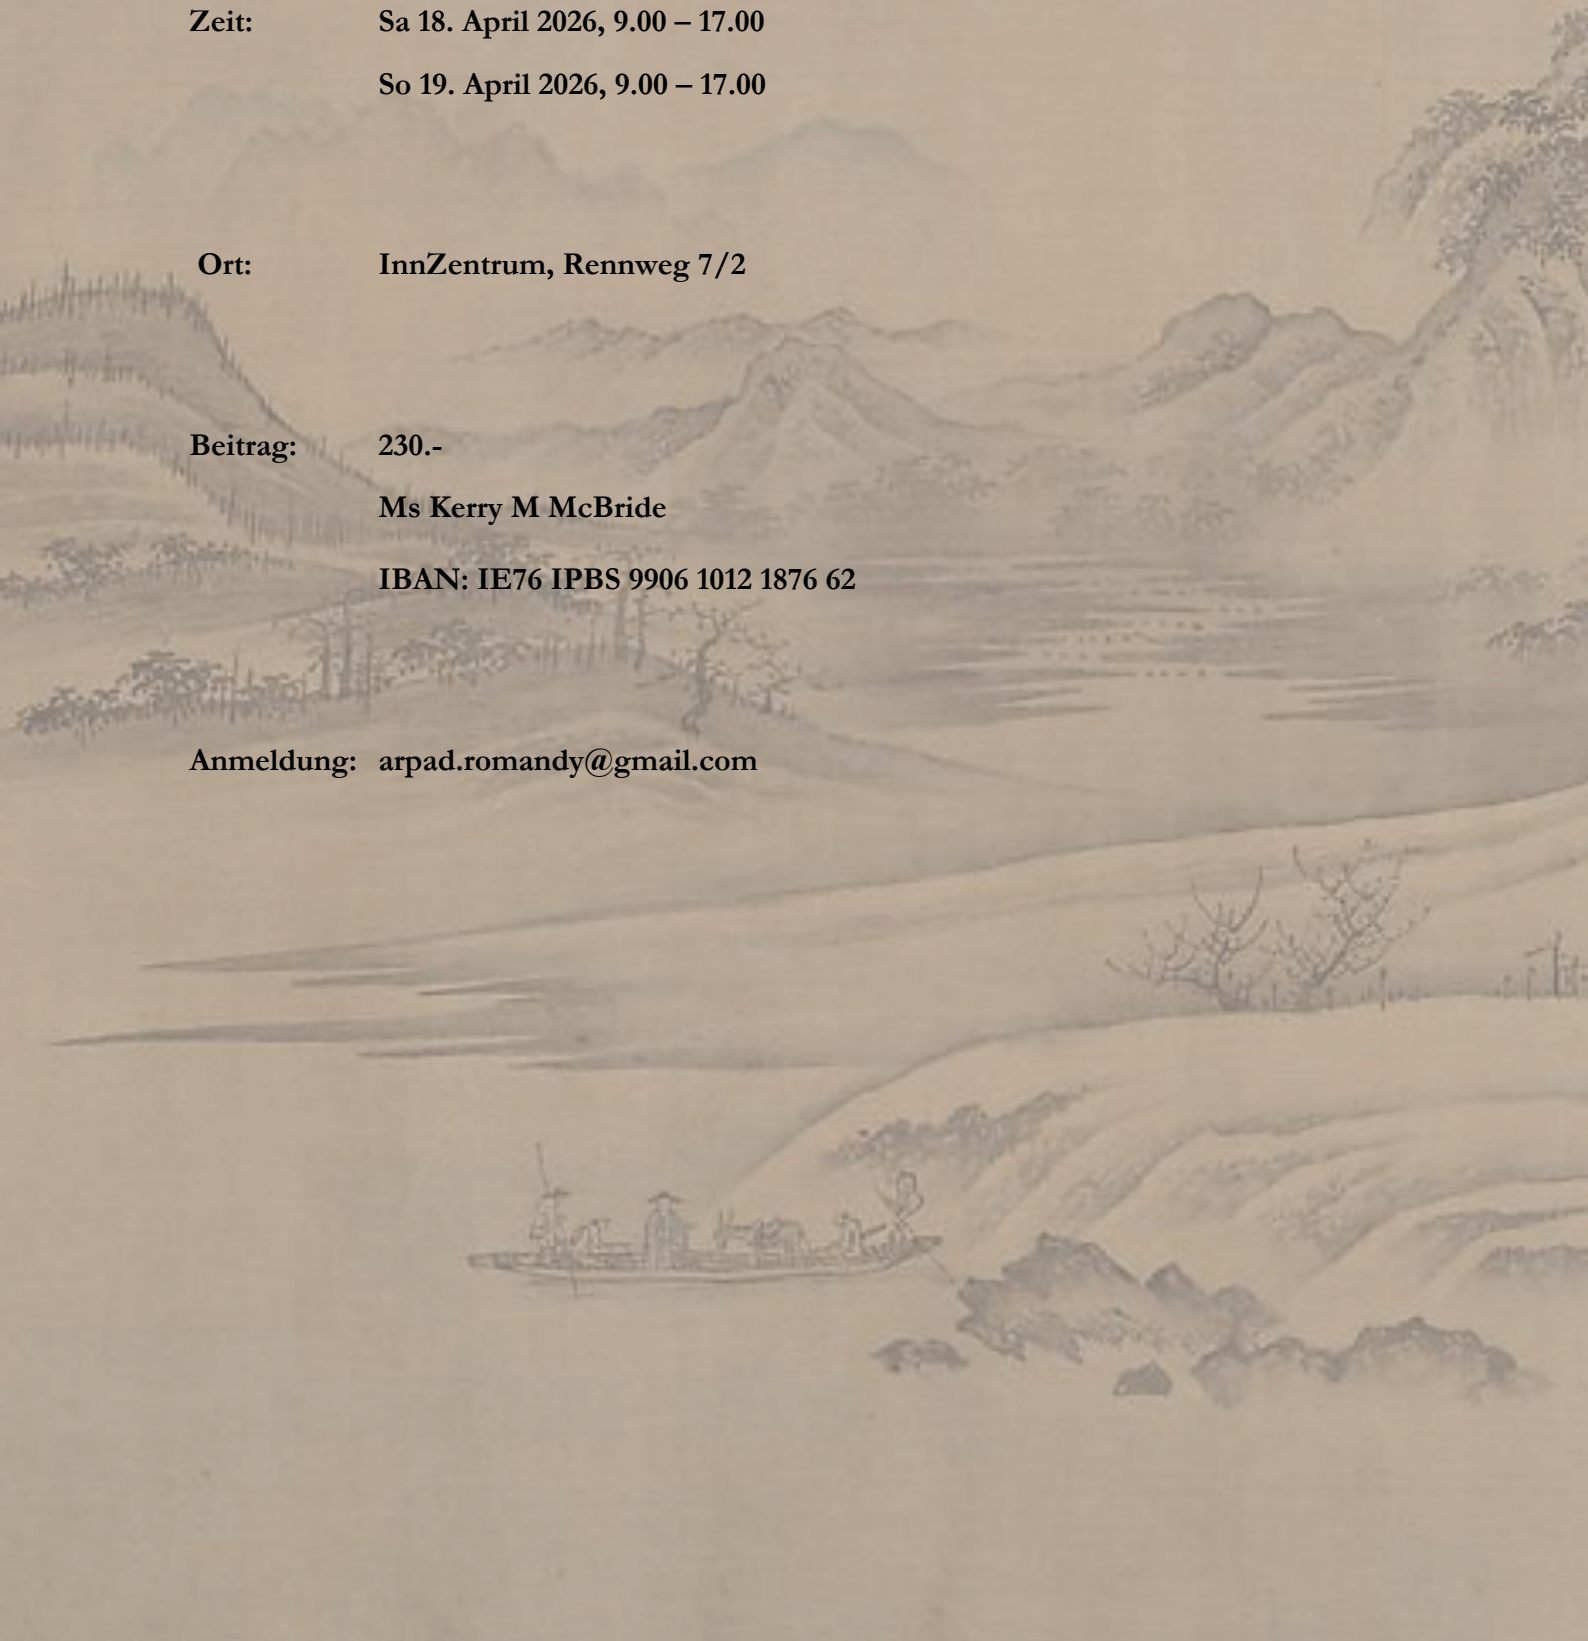 Zeit: Sa 18. April 2026, 9.00 – 17.00
So 19. April 2026, 9.00 – 17.00
Ort: InnZentrum, Rennweg 7/2
Beitrag: 230.-
Ms Kerry M McBride
IBAN: IE76 IPBS 9906 1012 1876 62
Anmeldung: arpad.romandy@gmail.com